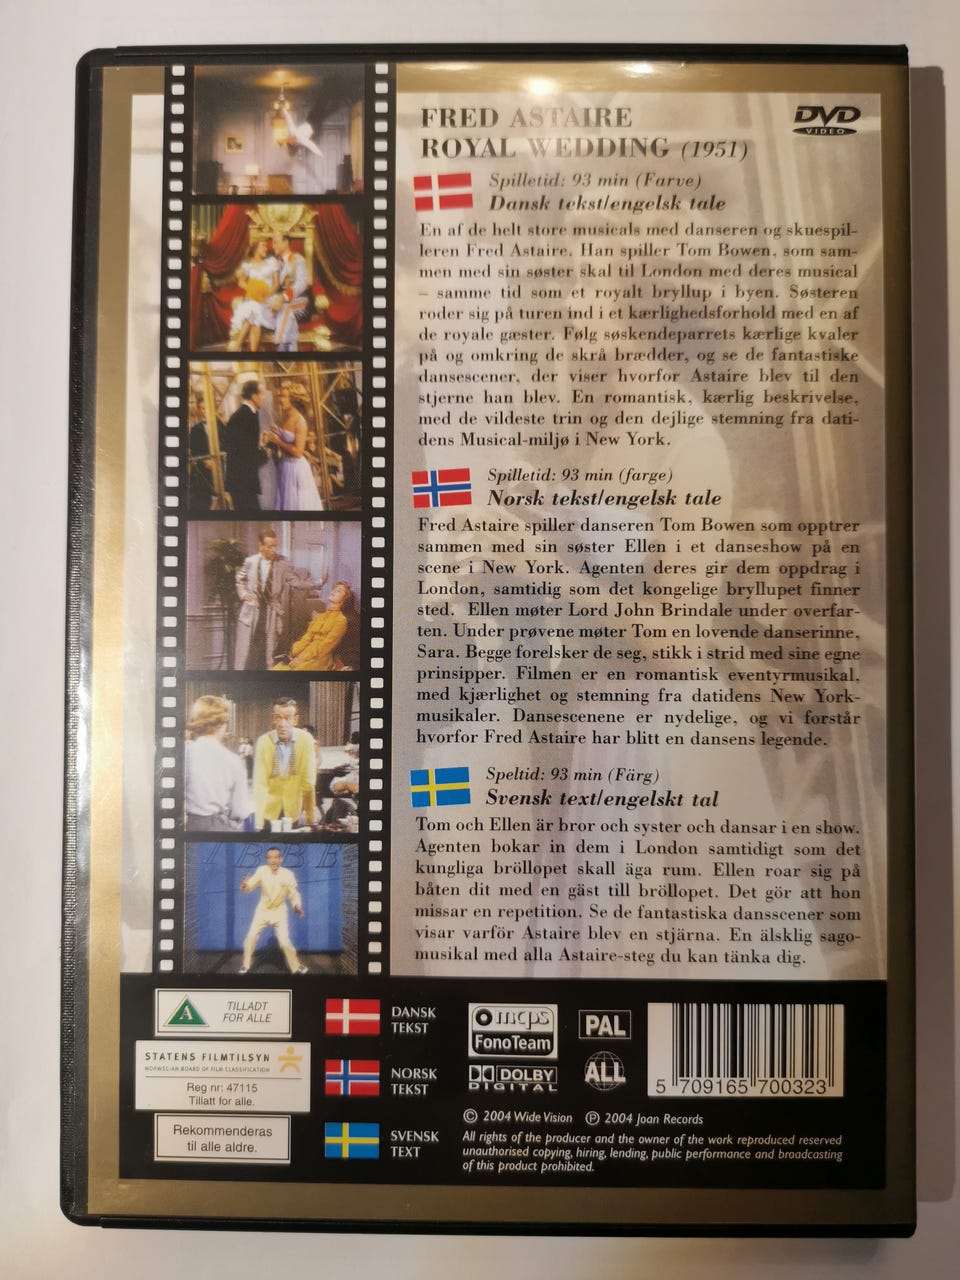 FRED ASTAIRE
ROYAL WEDDING (1951)
DVD
VIDEO
Spilletid: 93 min (Farve)
Dansk tekst/engelsk tale
En af de helt store musicals med danseren og skuespil-
leren Fred Astaire. Han spiller Tom Bowen, som sam-
men med sin søster skal til London med deres musical
– samme tid som et royalt bryllup i byen. Søsteren
roder sig på turen ind i et kærlighedsforhold med en af
de royale gæster. Følg søskendeparrets kærlige kvaler
på og omkring de skrå brædder, og se de fantastiske
dansescener, der viser hvorfor Astaire blev til den
stjerne han blev. En romantisk, kærlig beskrivelse,
med de vildeste trin og den dejlige stemning fra dati-
dens Musical-miljø i New York.
Spilletid: 93 min (farge)
Norsk tekst/engelsk tale
Fred Astaire spiller danseren Tom Bowen som opptrer
sammen med sin søster Ellen i et danseshow på en
scene i New York. Agenten deres gir dem oppdrag i
London, samtidig som det kongelige bryllupet finner
sted. Ellen møter Lord John Brindale under overfar-
ten. Under prøvene møter Tom en lovende danserinne,
Sara. Begge forelsker de seg, stikk i strid med sine egne
prinsipper. Filmen er en romantisk eventyrmusikal,
med kjærlighet og stemning fra datidens New York-
musikaler. Dansescenene er nydelige, og vi forstår
hvorfor Fred Astaire har blitt en dansens legende.
Speltid: 93 min (Färg)
Svensk text/engelskt tal
Tom och Ellen är bror och syster och dansar i en show.
Agenten bokar in dem i London samtidigt som det
kungliga bröllopet skall äga rum. Ellen roar sig på
båten dit med en gäst till bröllopet. Det gör att hon
missar en repetition. Se de fantastiska dansscener som
visar varför Astaire blev en stjärna. En älsklig sago-
musikal med alla Astaire-steg du kan tänka dig.
A
TILLADT
FOR ALLE
STATENS FILMTILSYN
NORWEGIAN BOARD OF FILM CLASSIFICATION
Reg nr: 47115
Tillatt for alle.
Rekommenderas
til alle aldre.
DANSK
TEKST
NORSK
TEKST
SVENSK
TEXT
mcps
FonoTeam
DOLBY
DIGITAL
PAL
ALL
5 709165 700323
© 2004 Wide Vision ℗ 2004 Joan Records
All rights of the producer and the owner of the work reproduced reserved
unauthorised copying, hiring, lending, public performance and broadcasting
of this product prohibited.